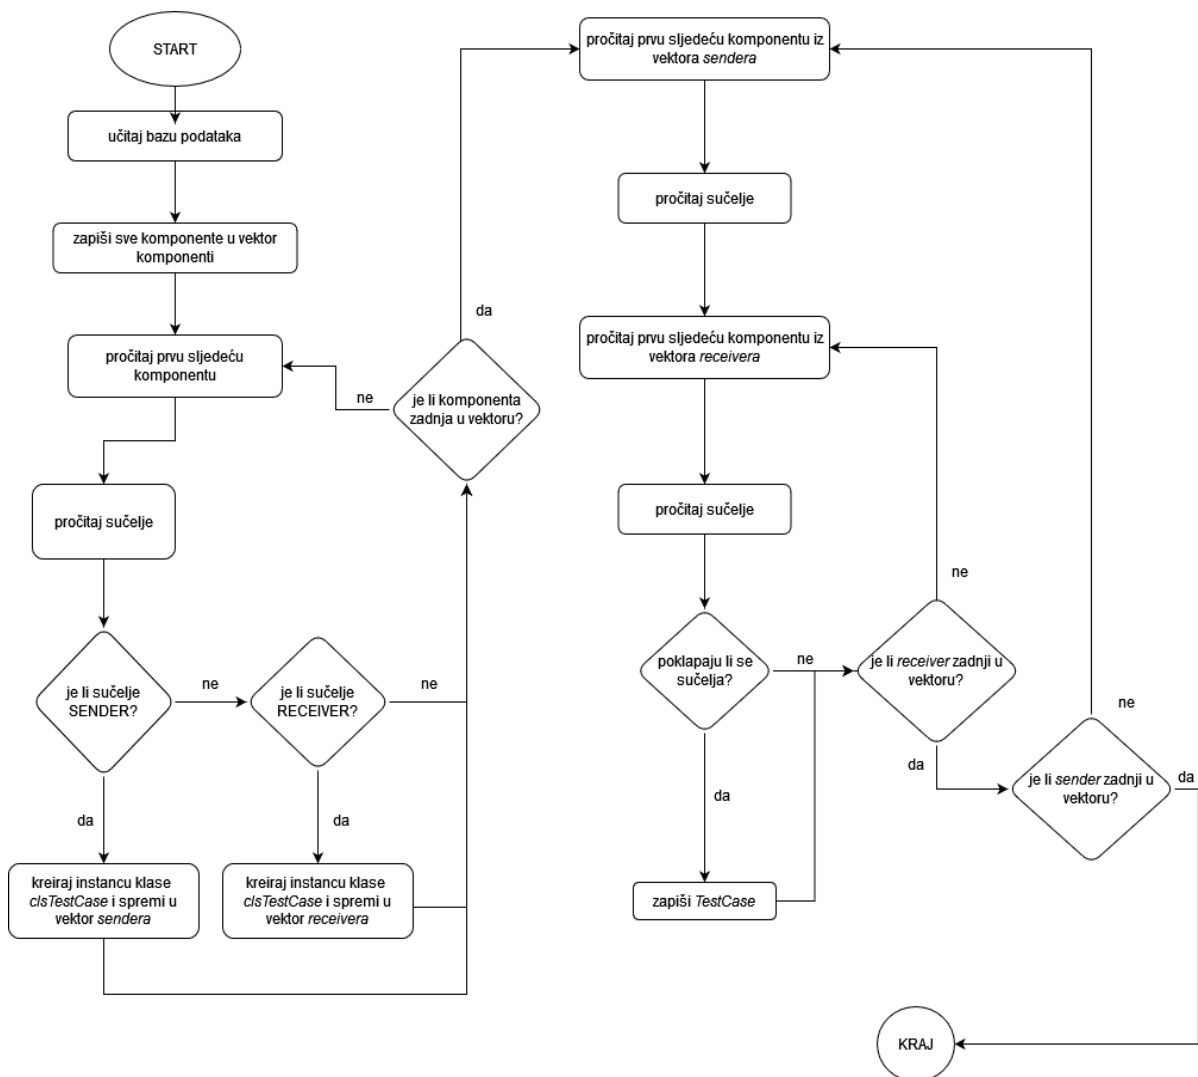 START
učitaj bazu podataka
zapiši sve komponente u vektor
komponenti
pročitaj prvu sljedeću
komponentu
pročitaj sučelje
je li sučelje
SENDER?
ne
da
kreiraj instancu klase
clsTestCase i spremi u
vektor sendera
je li sučelje
RECEIVER?
ne
da
kreiraj instancu klase
clsTestCase i spremi u
vektor receivera
je li komponenta
zadnja u vektoru?
ne
da
pročitaj prvu sljedeću komponentu iz
vektora sendera
pročitaj sučelje
pročitaj prvu sljedeću komponentu iz
vektora receivera
pročitaj sučelje
poklapaju li se
sučelja?
ne
da
zapiši TestCase
je li receiver zadnji u
vektoru?
ne
da
je li sender zadnji u
vektoru?
ne
da
KRAJ